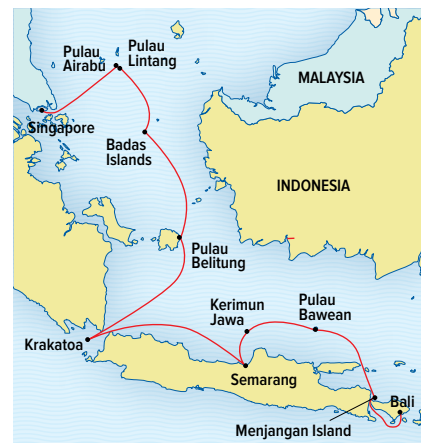 Pulau
Airabu
Pulau
Lintang
MALAYSIA
Singapore
Badas
Islands
INDONESIA
Pulau
Belitung
Kerimun
Jawa
Pulau
Bawean
Krakatoa
Semarang
Bali
Menjangan Island